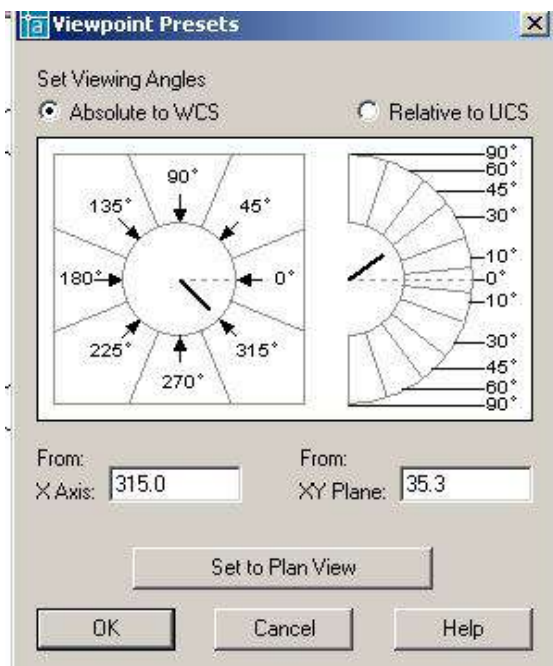 Viewpoint Presets
Set Viewing Angles
Absolute to WCS
Relative to UCS
90°
135°
45°
180°
0°
225°
315°
270°
90°
60°
45°
30°
10°
0°
10°
30°
45°
60°
90°
From:
X Axis: 315.0
From:
XY Plane: 35.3
Set to Plan View
OK
Cancel
Help